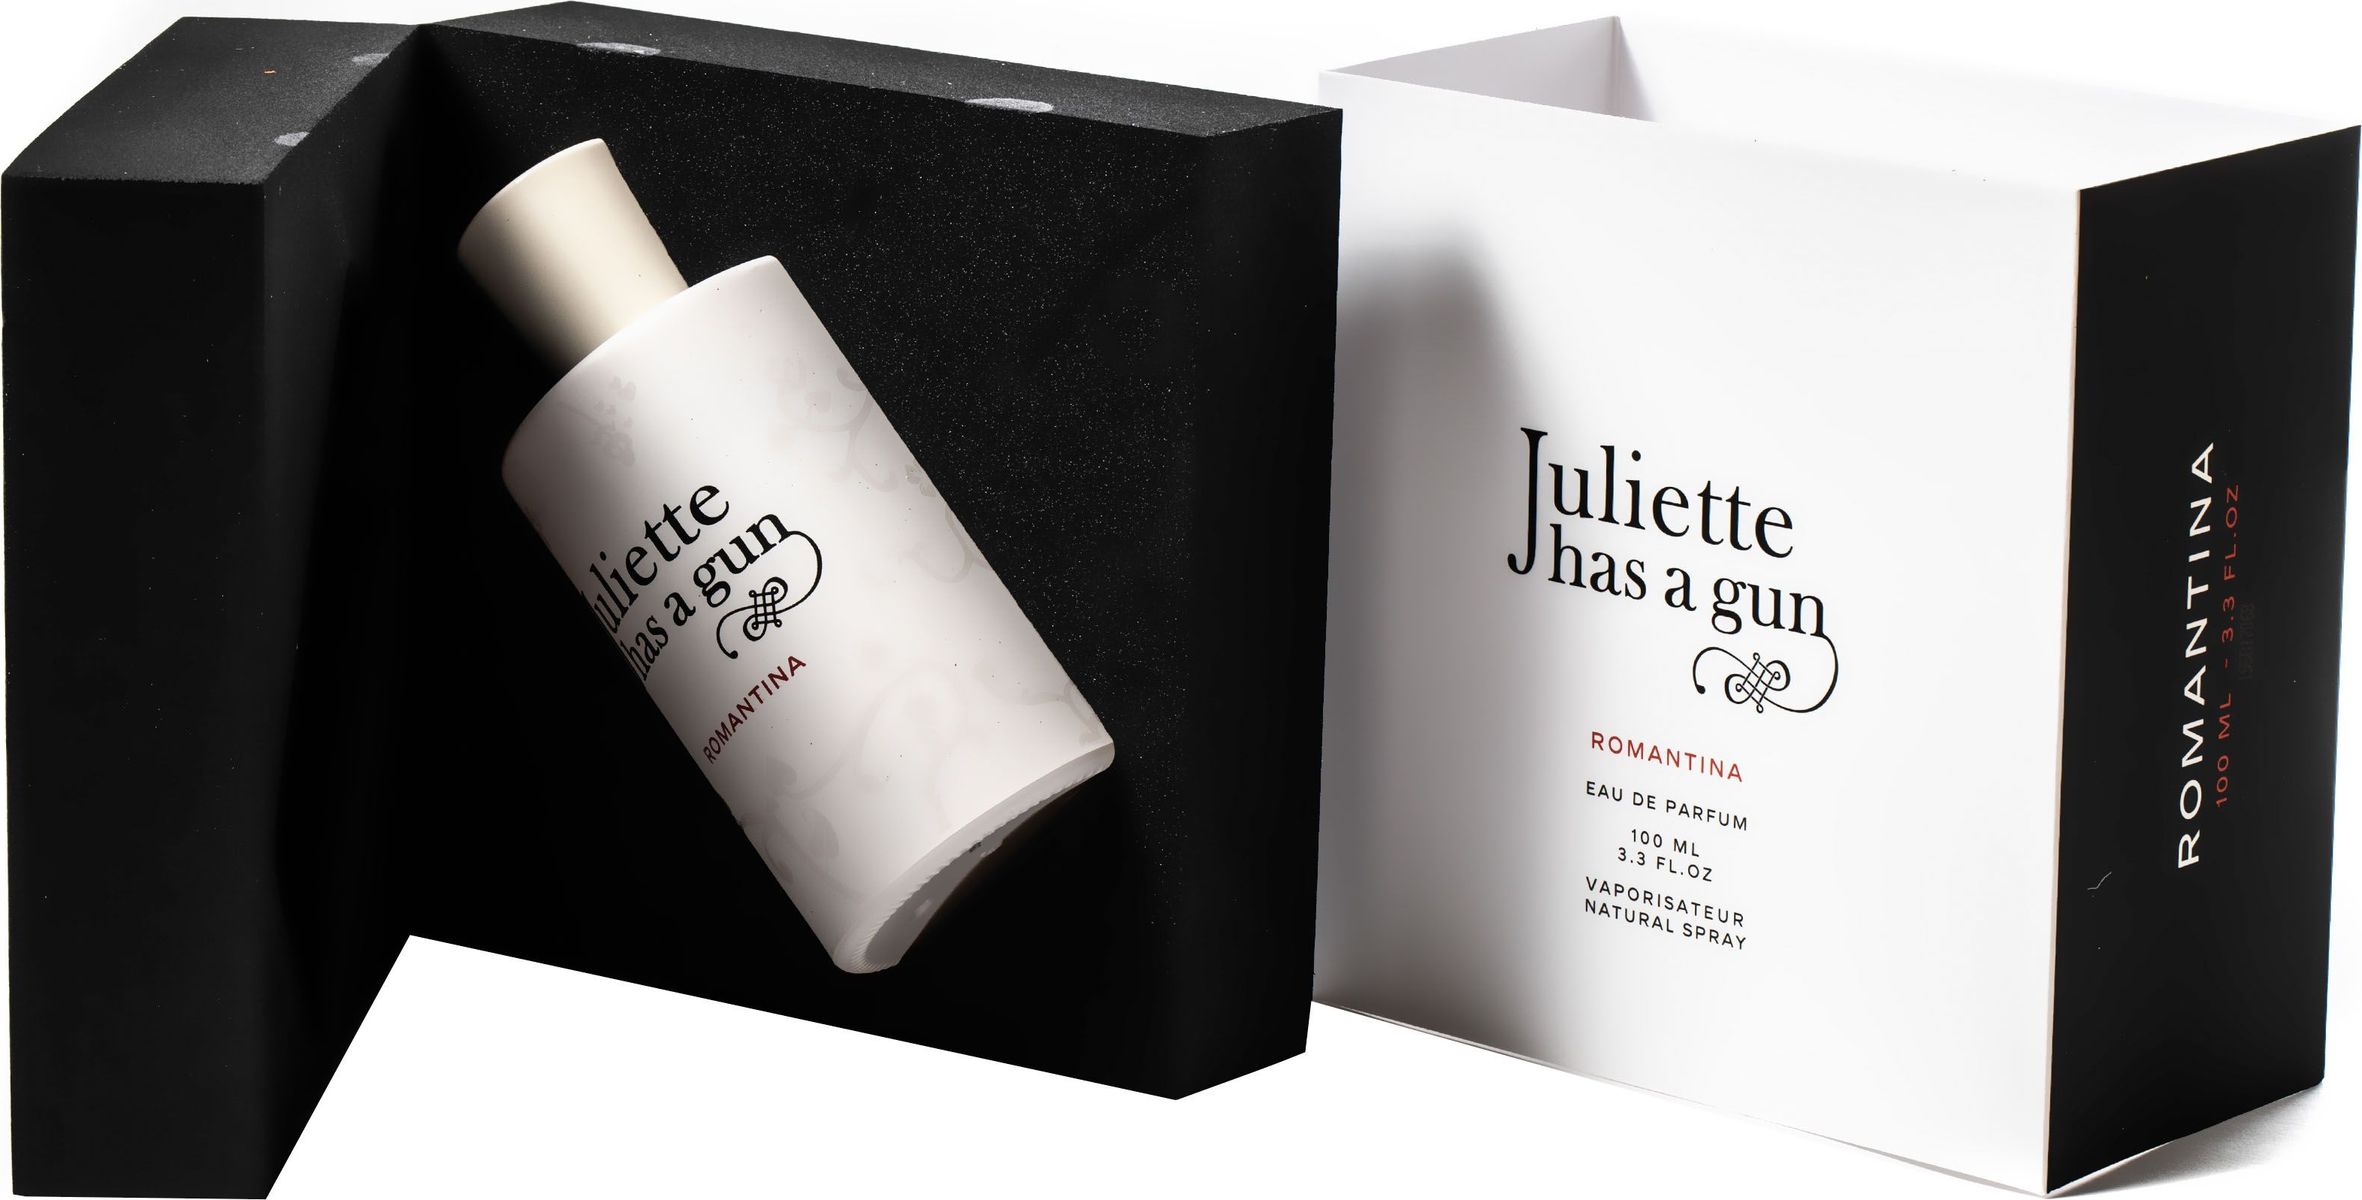 Juliette
has a gun
ROMANTINA
Juliette
has a gun
ROMANTINA
EAU DE PARFUM
100 ML
3.3 FL.OZ
VAPORISATEUR
NATURAL SPRAY
ROMANTINA
100 ML - 3.3 FL.OZ